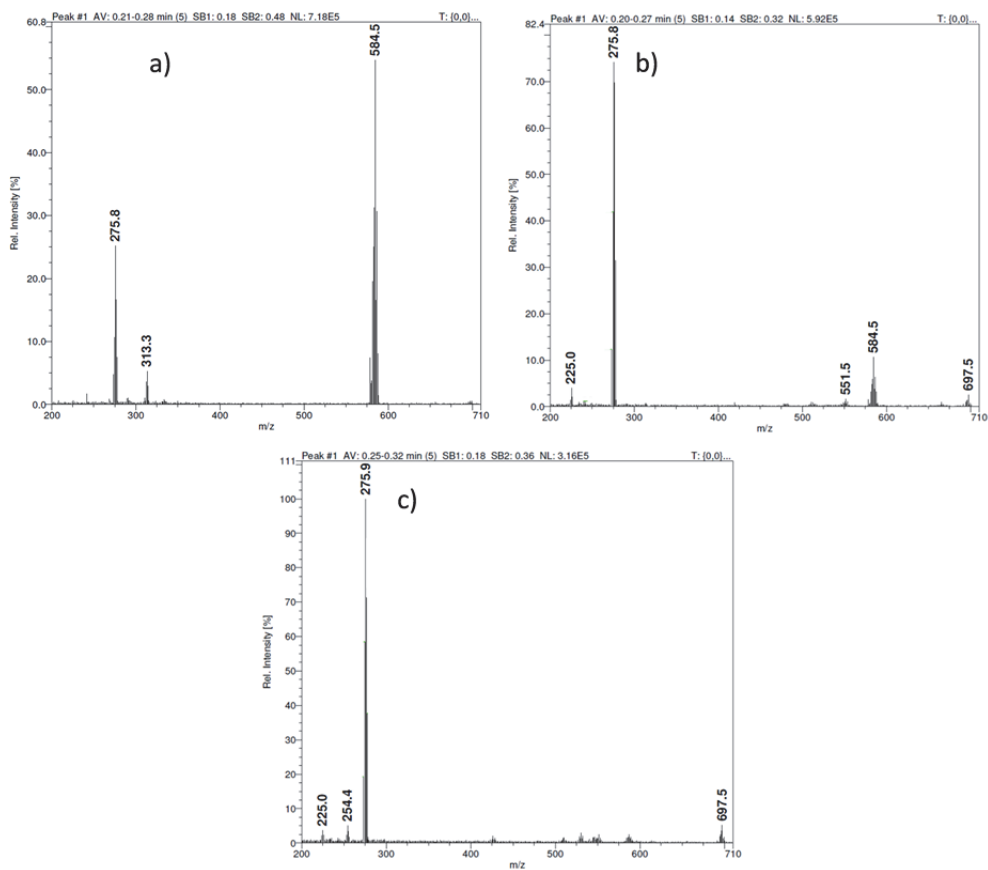 Peak #1 AV: 0.21-0.28 min (5) SB1: 0.18 SB2: 0.48 NL: 7.18E5 T: {0,0}...
60.8
50.0
40.0
30.0
20.0
10.0
0.0
Rel. Intensity [%]
a)
584.5
275.8
313.3
200 400 600 710
m/z
Peak #1 AV: 0.20-0.27 min (5) SB1: 0.14 SB2: 0.32 NL: 5.92E5 T: {0,0}...
82.4
70.0
60.0
50.0
40.0
30.0
20.0
10.0
0.0
Rel. Intensity [%]
275.8
b)
225.0
551.5
584.5
697.5
200 300 400 500 600 710
m/z
Peak #1 AV: 0.25-0.32 min (5) SB1: 0.18 SB2: 0.36 NL: 3.16E5 T: {0,0}...
111
100
90
80
70
60
50
40
30
20
10
0
Rel. Intensity [%]
275.9
c)
225.0
254.4
697.5
200 300 400 600 710
m/z